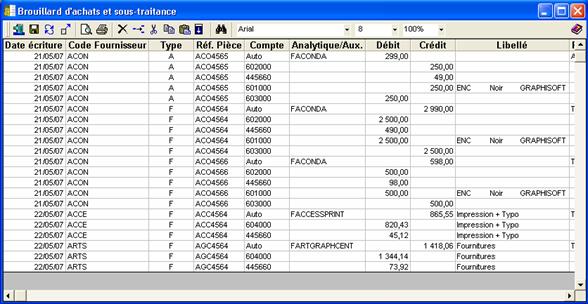 Brouillard d'achats et sous-traitance
Arial 8 100%
Date écriture Code Fournisseur Type Réf. Pièce Compte Analytique/Aux. Débit Crédit Libellé
21/05/07 ACON A ACO4565 Auto FACONDA 299,00 A
21/05/07 ACON A ACO4565 602000 250,00
21/05/07 ACON A ACO4565 445660 49,00
21/05/07 ACON A ACO4565 601000 250,00 ENC Noir GRAPHISOFT
21/05/07 ACON A ACO4565 603000 250,00
21/05/07 ACON F ACO4564 Auto FACONDA 2 990,00 T
21/05/07 ACON F ACO4564 602000 2 500,00
21/05/07 ACON F ACO4564 445660 490,00
21/05/07 ACON F ACO4564 601000 2 500,00 ENC Noir GRAPHISOFT
21/05/07 ACON F ACO4564 603000 2 500,00
21/05/07 ACON F ACO4566 Auto FACONDA 598,00 T
21/05/07 ACON F ACO4566 602000 500,00
21/05/07 ACON F ACO4566 445660 98,00
21/05/07 ACON F ACO4566 601000 500,00 ENC Noir GRAPHISOFT
21/05/07 ACON F ACO4566 603000 500,00
22/05/07 ACCE F ACC4564 Auto FACCESSPRINT 865,55 Impression + Typo T
22/05/07 ACCE F ACC4564 604000 820,43 Impression + Typo
22/05/07 ACCE F ACC4564 445660 45,12 Impression + Typo
22/05/07 ARTS F AGC4564 Auto FARTGRAPHCENT 1 418,06 Fournitures T
22/05/07 ARTS F AGC4564 604000 1 344,14 Fournitures
22/05/07 ARTS F AGC4564 445660 73,92 Fournitures